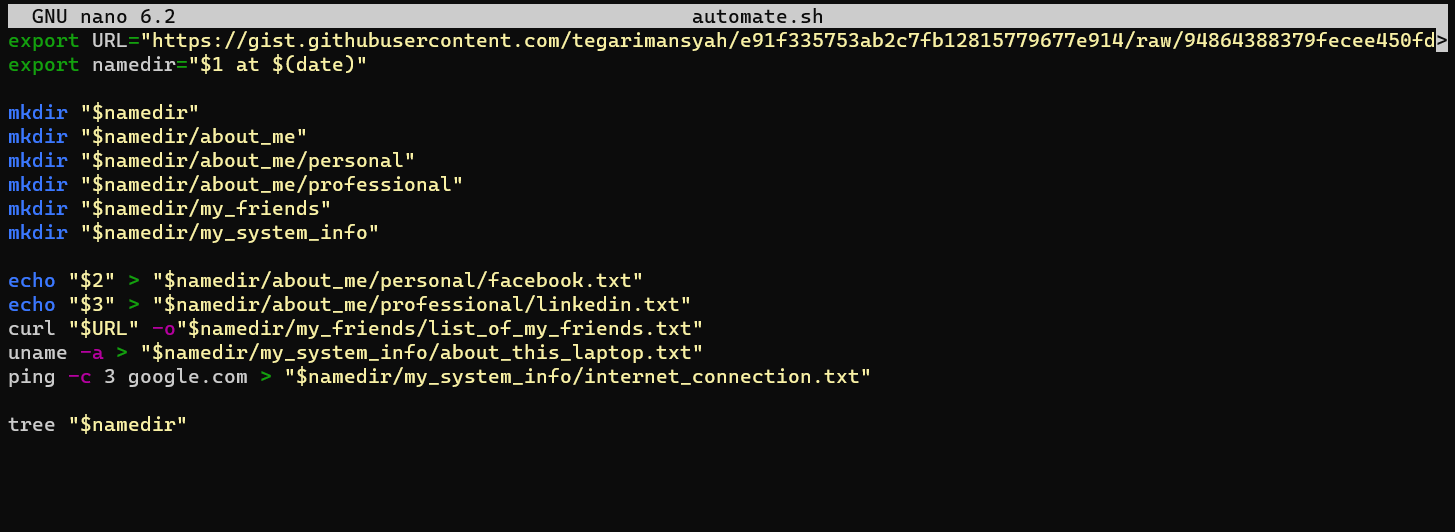 GNU nano 6.2 automate.sh
export URL="https://gist.githubusercontent.com/tegarimansyah/e91f335753ab2c7fb12815779677e914/raw/94864388379fecee450fd>
export namedir="$1 at $(date)"
mkdir "$namedir"
mkdir "$namedir/about_me"
mkdir "$namedir/about_me/personal"
mkdir "$namedir/about_me/professional"
mkdir "$namedir/my_friends"
mkdir "$namedir/my_system_info"
echo "$2" > "$namedir/about_me/personal/facebook.txt"
echo "$3" > "$namedir/about_me/professional/linkedin.txt"
curl "$URL" -o"$namedir/my_friends/list_of_my_friends.txt"
uname -a > "$namedir/my_system_info/about_this_laptop.txt"
ping -c 3 google.com > "$namedir/my_system_info/internet_connection.txt"
tree "$namedir"